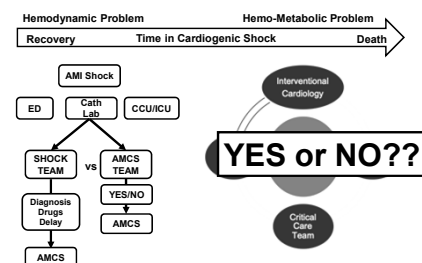 Hemodynamic Problem
Hemo-Metabolic Problem
Recovery
Time in Cardiogenic Shock
Death
AMI Shock
ED
Cath
Lab
CCU/ICU
SHOCK
TEAM
vs
AMCS
TEAM
YES/NO
Diagnosis
Drugs
Delay
AMCS
AMCS
Interventional
Cardiology
YES or NO??
Critical
Care
Team